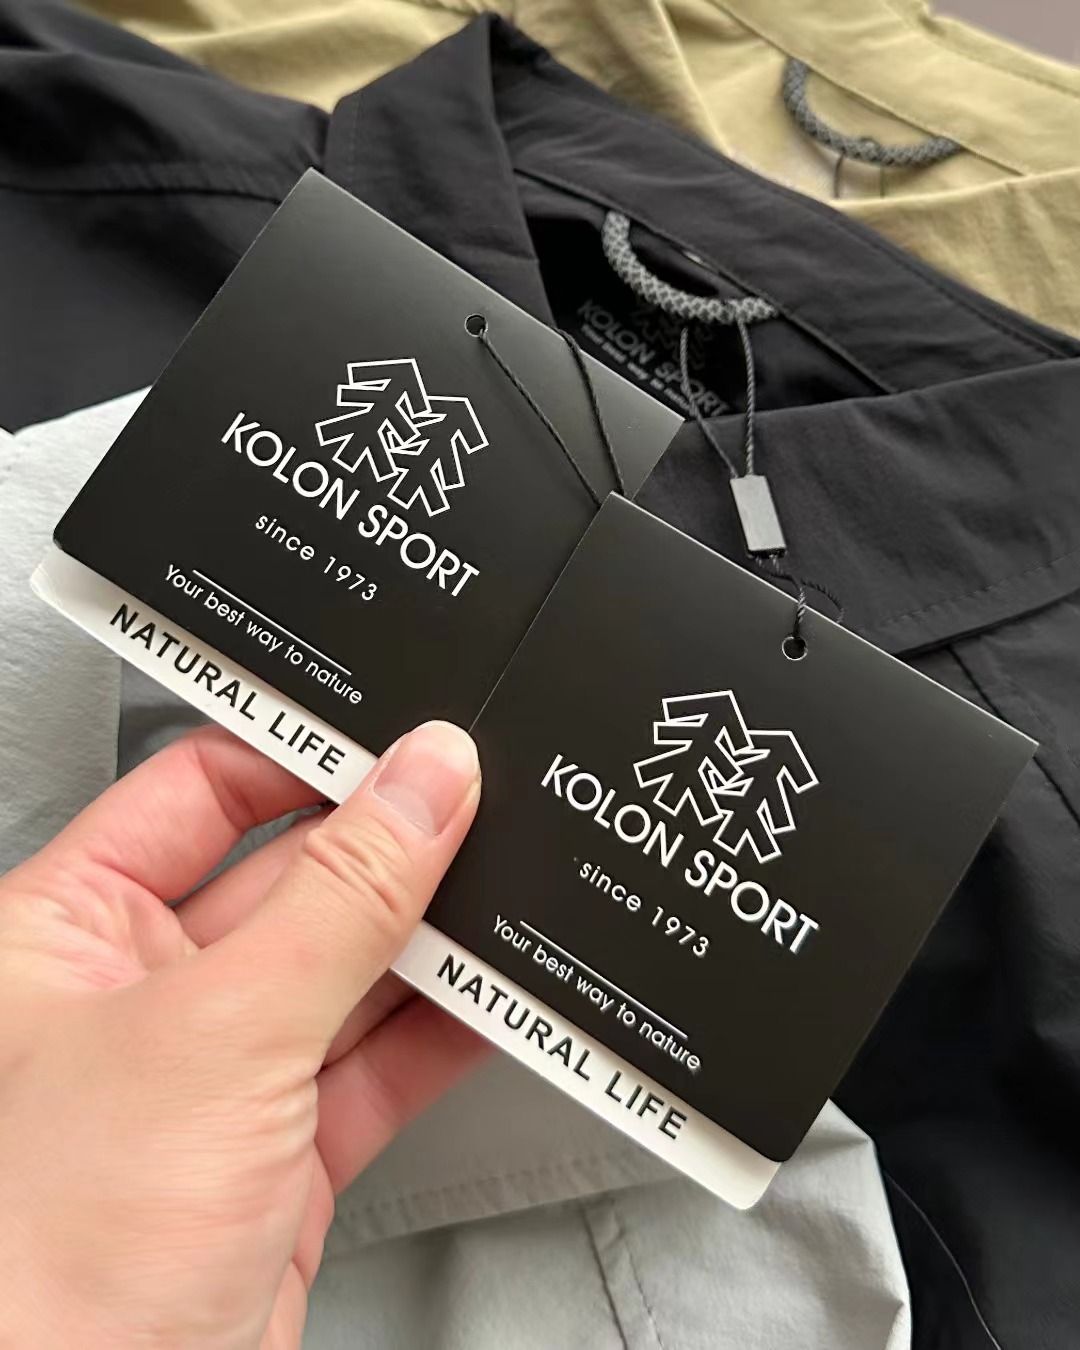 KOLON SPORT
since 1973
Your best way to nature
NATURAL LIFE
KOLON SPORT
since 1973
Your best way to nature
NATURAL LIFE
KOLON SPORT